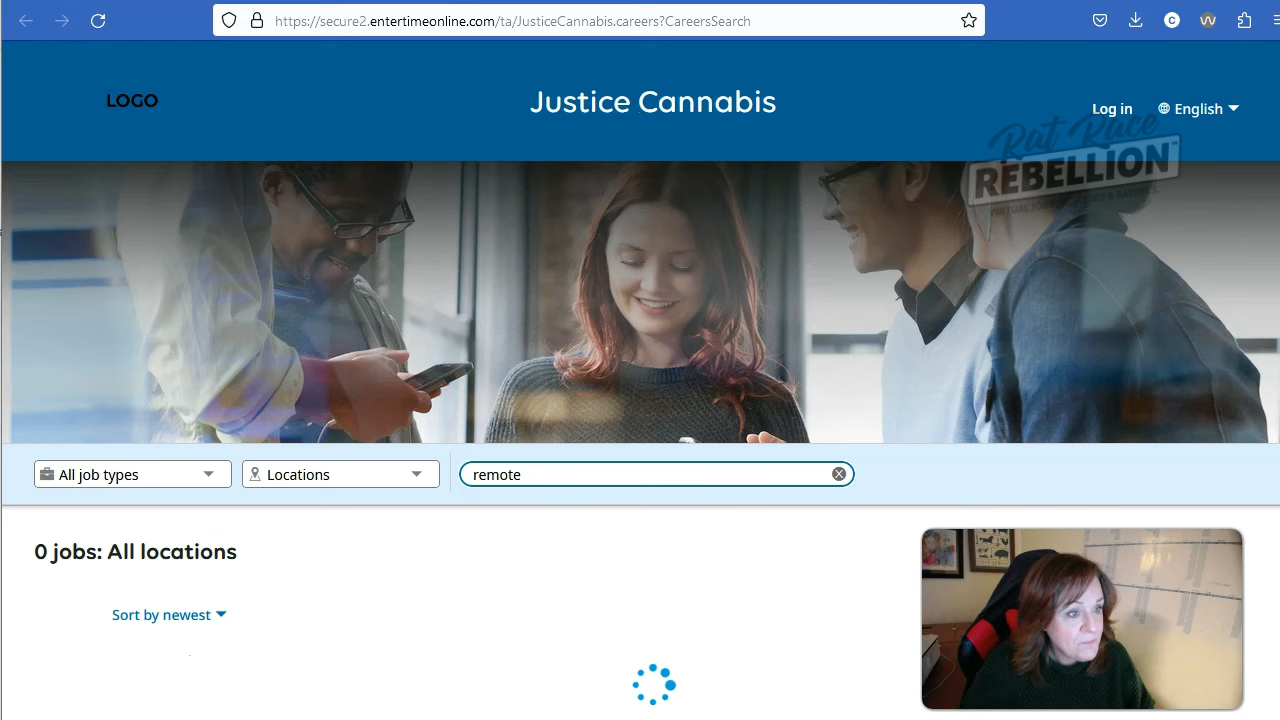 https://secure2.entertimeonline.com/ta/JusticeCannabis.careers?CareersSearch
LOGO
Justice Cannabis
Log in
English
Rat Race
REBELLION™
All job types
Locations
remote
0 jobs: All locations
Sort by newest